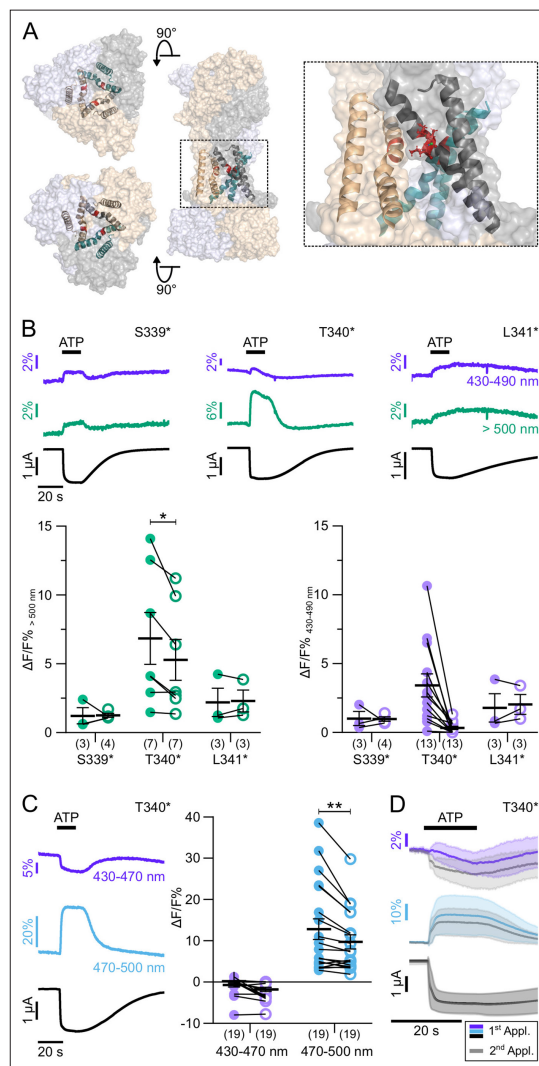 A
90°
90°
B
ATP
S339*
ATP
T340*
ATP
L341*
2%
2%
2%
430-490 nm
2%
6%
2%
> 500 nm
1 µA
1 µA
1 µA
20 s
ΔF/F% > 500 nm
15
10
5
0
*
(3) (4)
(7) (7)
(3) (3)
S339*
T340*
L341*
ΔF/F% 430-490 nm
15
10
5
0
(3) (4)
(13) (13)
(3) (3)
S339*
T340*
L341*
C
ATP
T340*
5%
430-470 nm
20%
470-500 nm
1 µA
20 s
ΔF/F%
40
30
20
10
0
-10
**
(19) (19)
(19) (19)
430-470 nm
470-500 nm
D
T340*
ATP
2%
10%
1 µA
20 s
1st Appl.
2nd Appl.